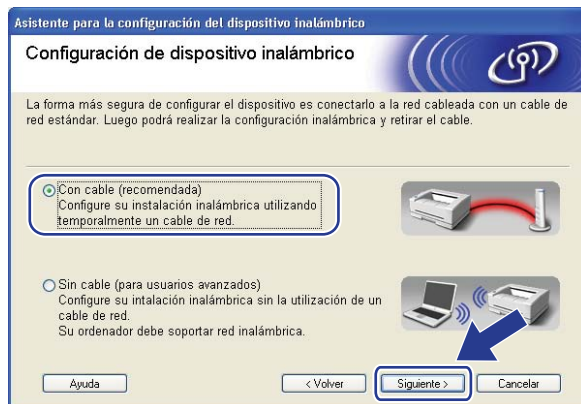 Asistente para la configuración del dispositivo inalámbrico
Configuración de dispositivo inalámbrico
La forma más segura de configurar el dispositivo es conectarlo a la red cableada con un cable de
red estándar. Luego podrá realizar la configuración inalámbrica y retirar el cable.
Con cable (recomendada)
Configure su instalación inalámbrica utilizando
temporalmente un cable de red.
Sin cable (para usuarios avanzados)
Configure su intalación inalámbrica sin la utilización de un
cable de red.
Su ordenador debe soportar red inalámbrica.
Ayuda
< Volver
Siguiente >
Cancelar